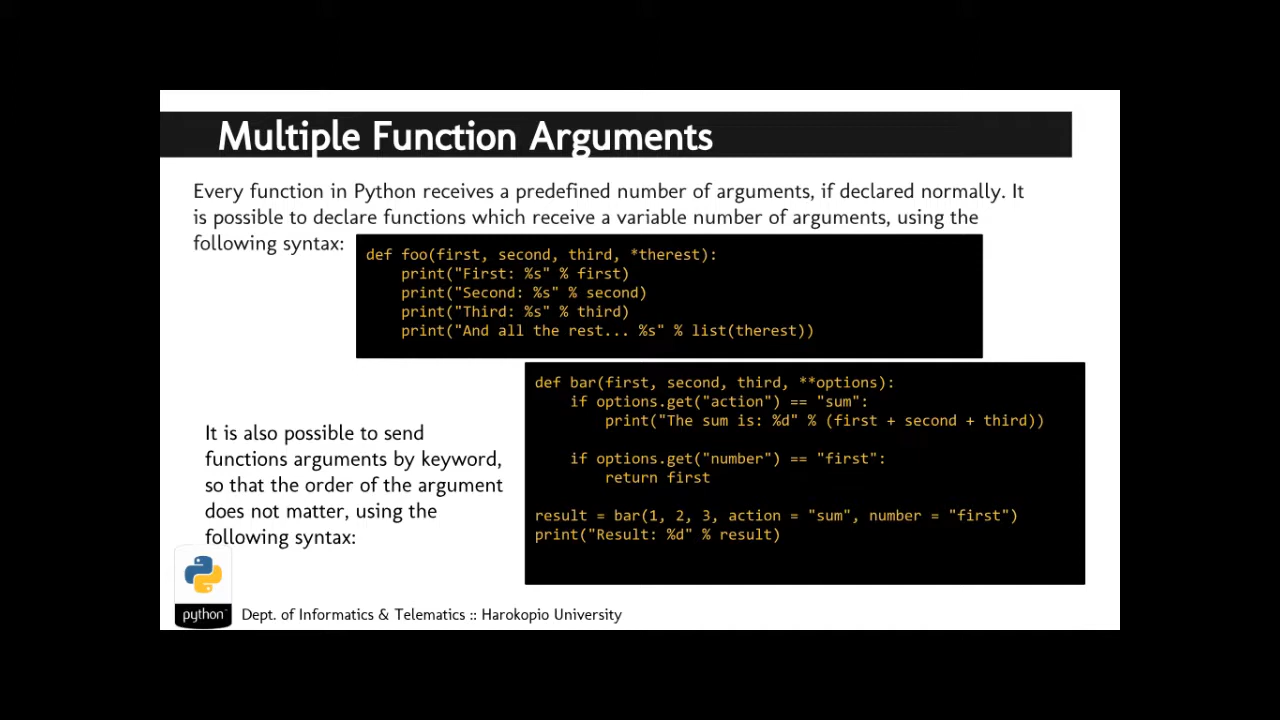 Multiple Function Arguments
Every function in Python receives a predefined number of arguments, if declared normally. It
is possible to declare functions which receive a variable number of arguments, using the
following syntax:
def foo(first, second, third, *therest):
    print("First: %s" % first)
    print("Second: %s" % second)
    print("Third: %s" % third)
    print("And all the rest... %s" % list(therest))
It is also possible to send
functions arguments by keyword,
so that the order of the argument
does not matter, using the
following syntax:
def bar(first, second, third, **options):
    if options.get("action") == "sum":
        print("The sum is: %d" % (first + second + third))
    if options.get("number") == "first":
        return first
result = bar(1, 2, 3, action = "sum", number = "first")
print("Result: %d" % result)
python
Dept. of Informatics & Telematics :: Harokopio University